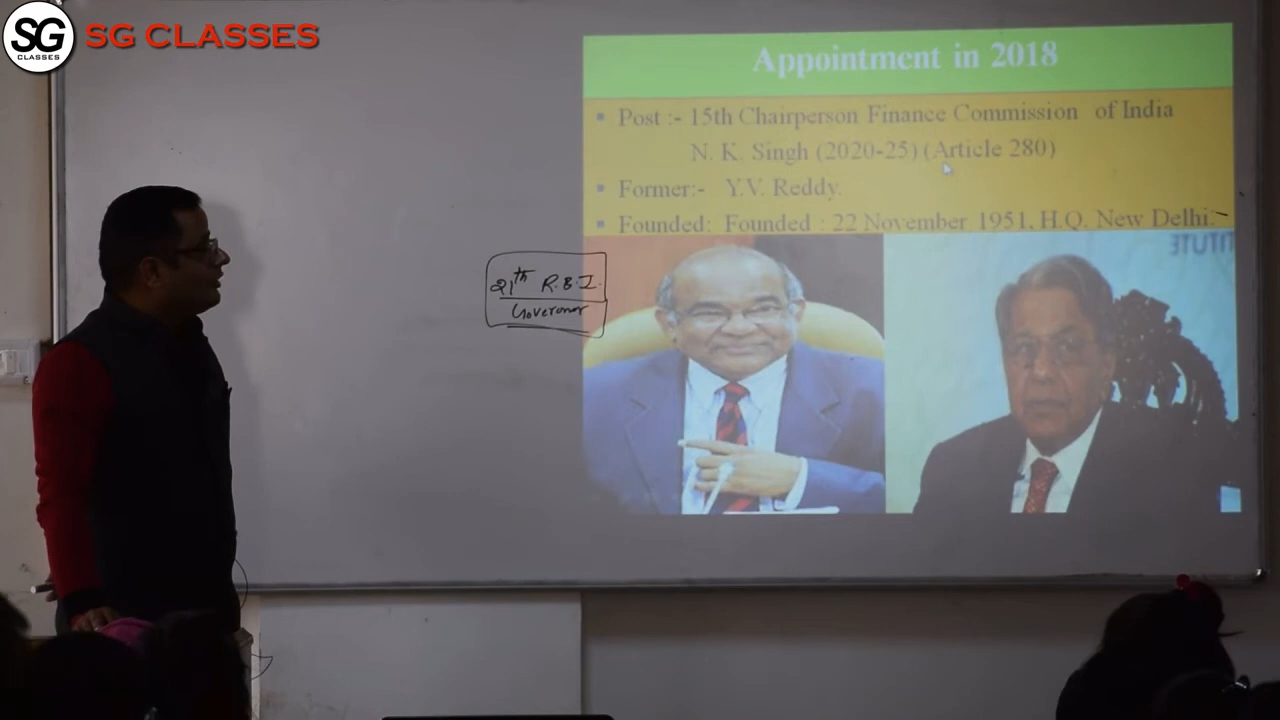 SG
CLASSES
SG CLASSES
Appointment in 2018
▪ Post :- 15th Chairperson Finance Commission of India
N. K. Singh (2020-25) (Article 280)
▪ Former:- Y.V. Reddy.
▪ Founded: Founded : 22 November 1951, H.Q. New Delhi.
TITUTE
21th R.B.I.
Governor